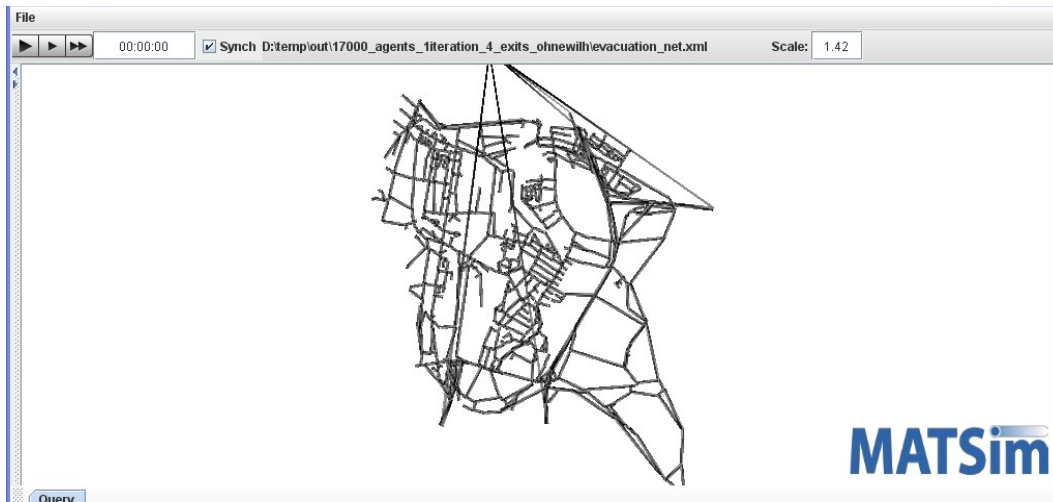 File
00:00:00 Synch D:\temp\out\17000_agents_1iteration_4_exits_ohnewilh\evacuation_net.xml Scale: 1.42
MATSim
Query